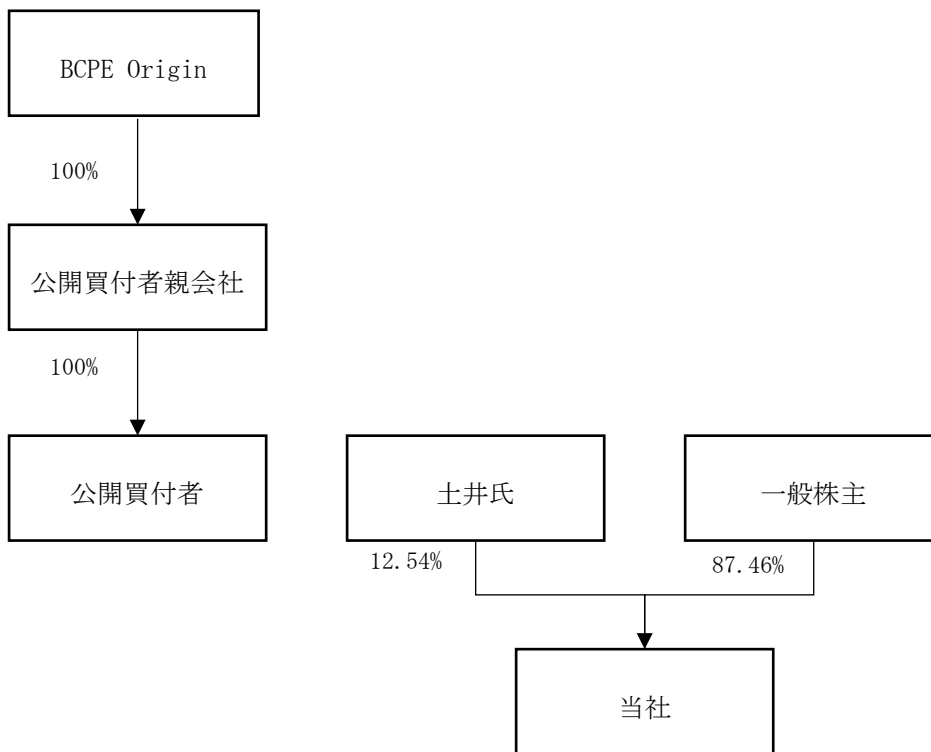 BCPE Origin
100%
公開買付者親会社
100%
公開買付者
土井氏
一般株主
12.54%
87.46%
当社